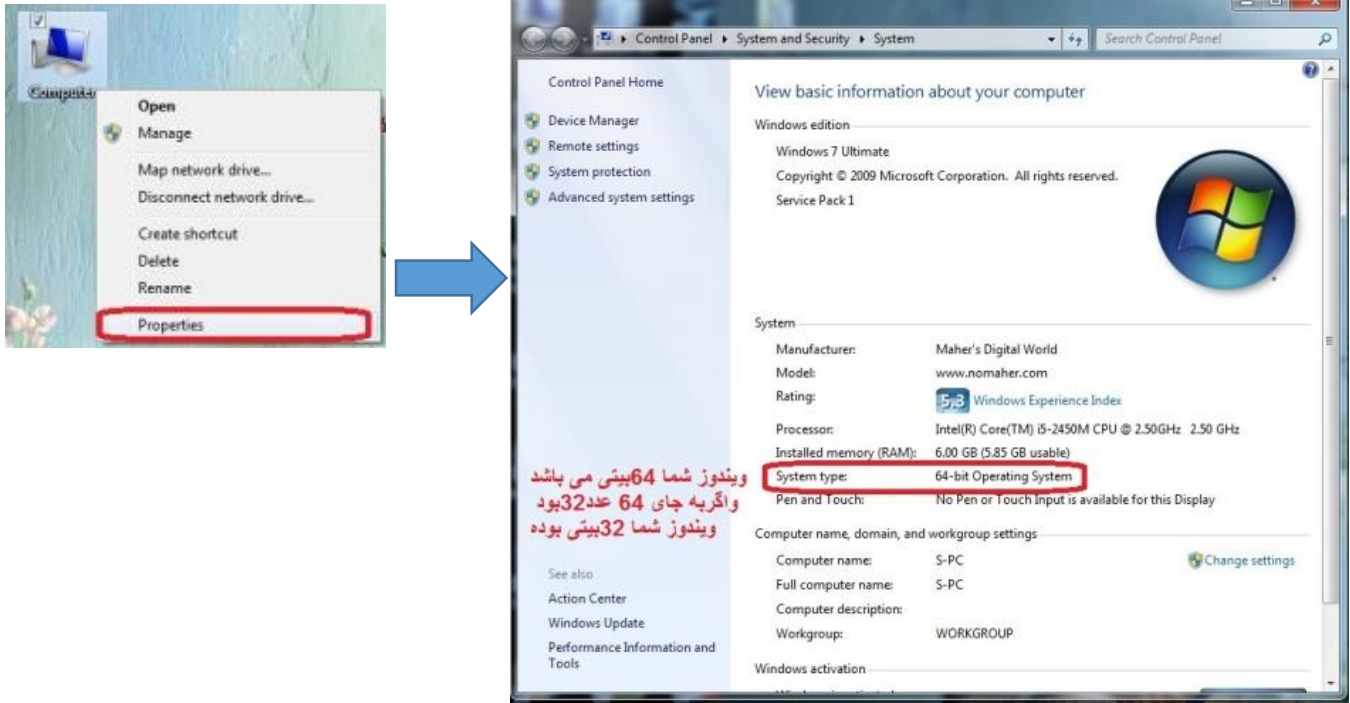 Computer
Open
Manage
Map network drive...
Disconnect network drive...
Create shortcut
Delete
Rename
Properties
Control Panel
System and Security
System
Search Control Panel
Control Panel Home
Device Manager
Remote settings
System protection
Advanced system settings
View basic information about your computer
Windows edition
Windows 7 Ultimate
Copyright © 2009 Microsoft Corporation. All rights reserved.
Service Pack 1
System
Manufacturer: Maher's Digital World
Model: www.nomaher.com
Rating: 5,3 Windows Experience Index
Processor: Intel(R) Core(TM) i5-2450M CPU @ 2.50GHz 2.50 GHz
Installed memory (RAM): 6.00 GB (5.85 GB usable)
System type: 64-bit Operating System
Pen and Touch: No Pen or Touch Input is available for this Display
ویندوز شما 64بیتی می باشد
واگربه جای 64 عدد32بود
ویندوز شما 32بیتی بوده
Computer name, domain, and workgroup settings
Computer name: S-PC
Change settings
Full computer name: S-PC
Computer description:
Workgroup: WORKGROUP
Windows activation
See also
Action Center
Windows Update
Performance Information and
Tools